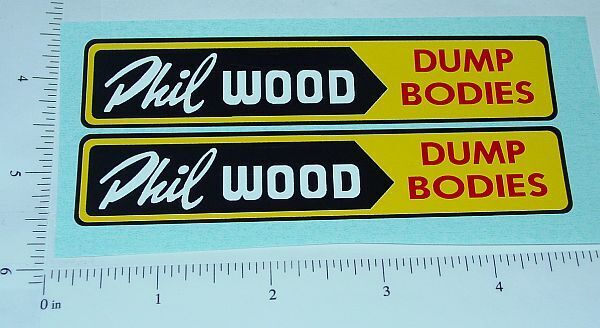 Phil WOOD DUMP BODIES
Phil WOOD DUMP BODIES
4
5
6
0 in 1 2 3 4